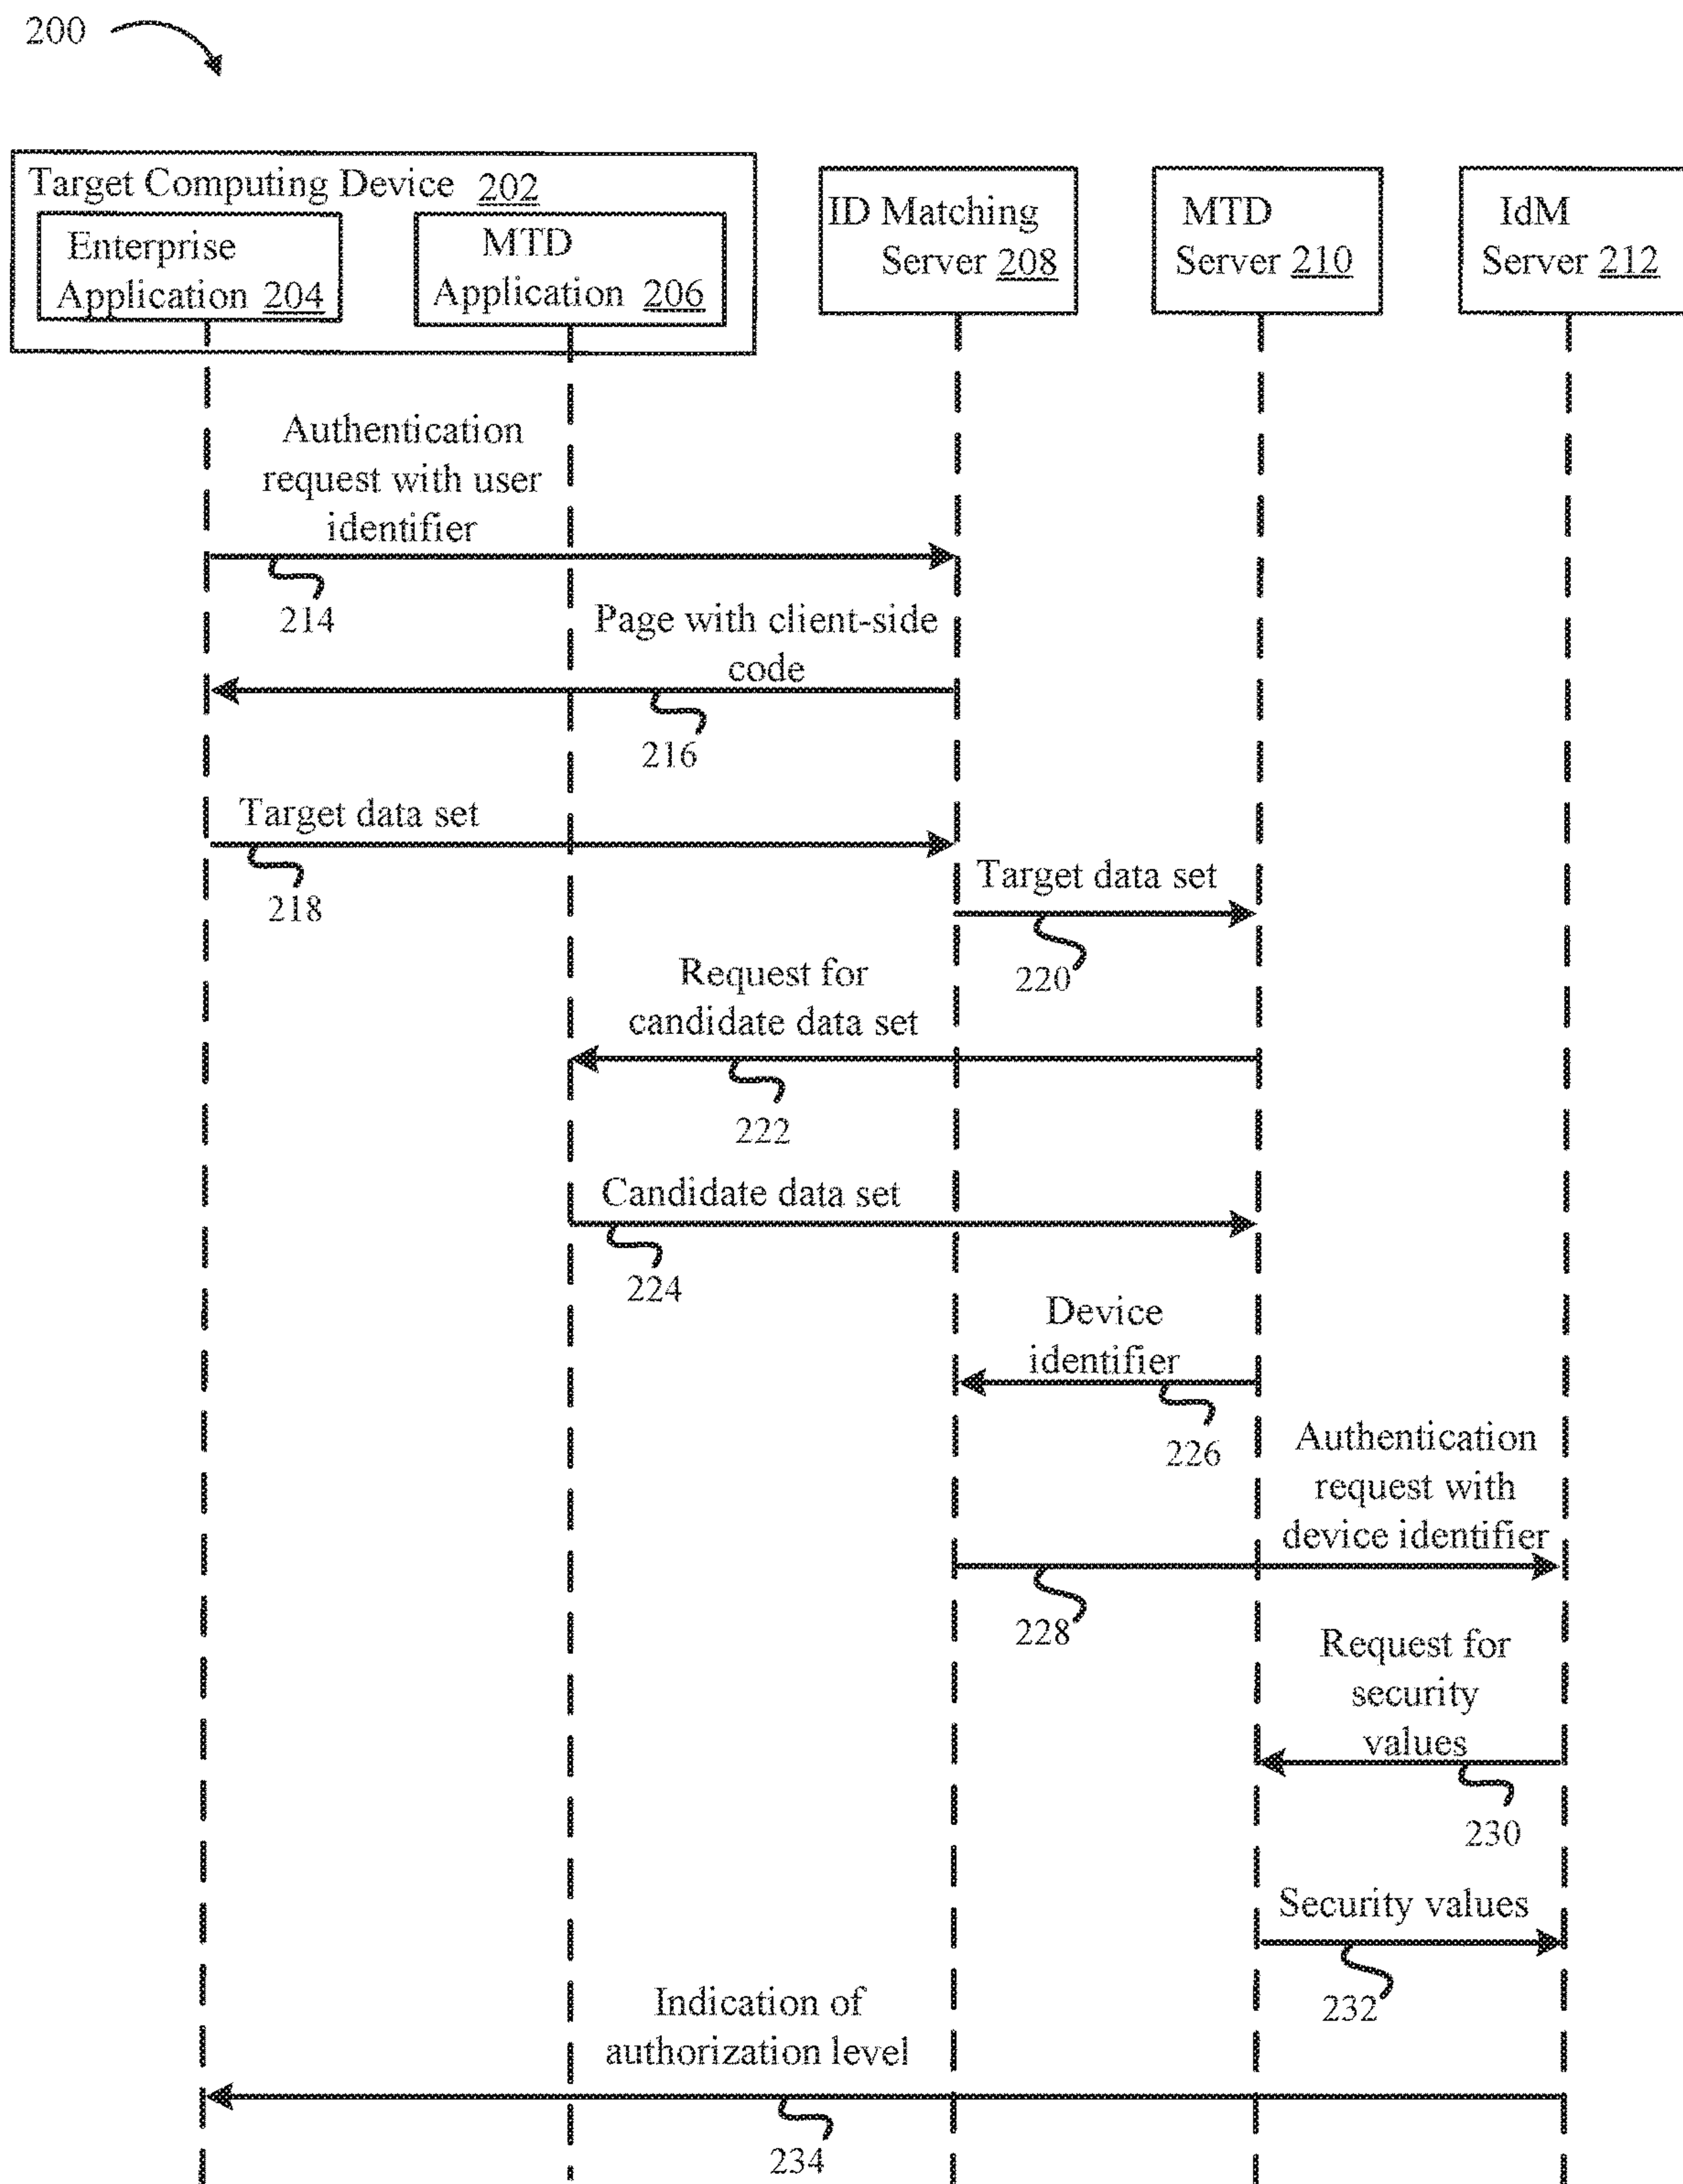 200
Target Computing Device 202
Enterprise
Application 204
MTD
Application 206
ID Matching
Server 208
MTD
Server 210
IdM
Server 212
Authentication
request with user
identifier
214
Page with client-side
code
216
Target data set
218
Target data set
220
Request for
candidate data set
222
Candidate data set
224
Device
identifier
226
Authentication
request with
device identifier
228
Request for
security
values
230
Security values
232
Indication of
authorization level
234